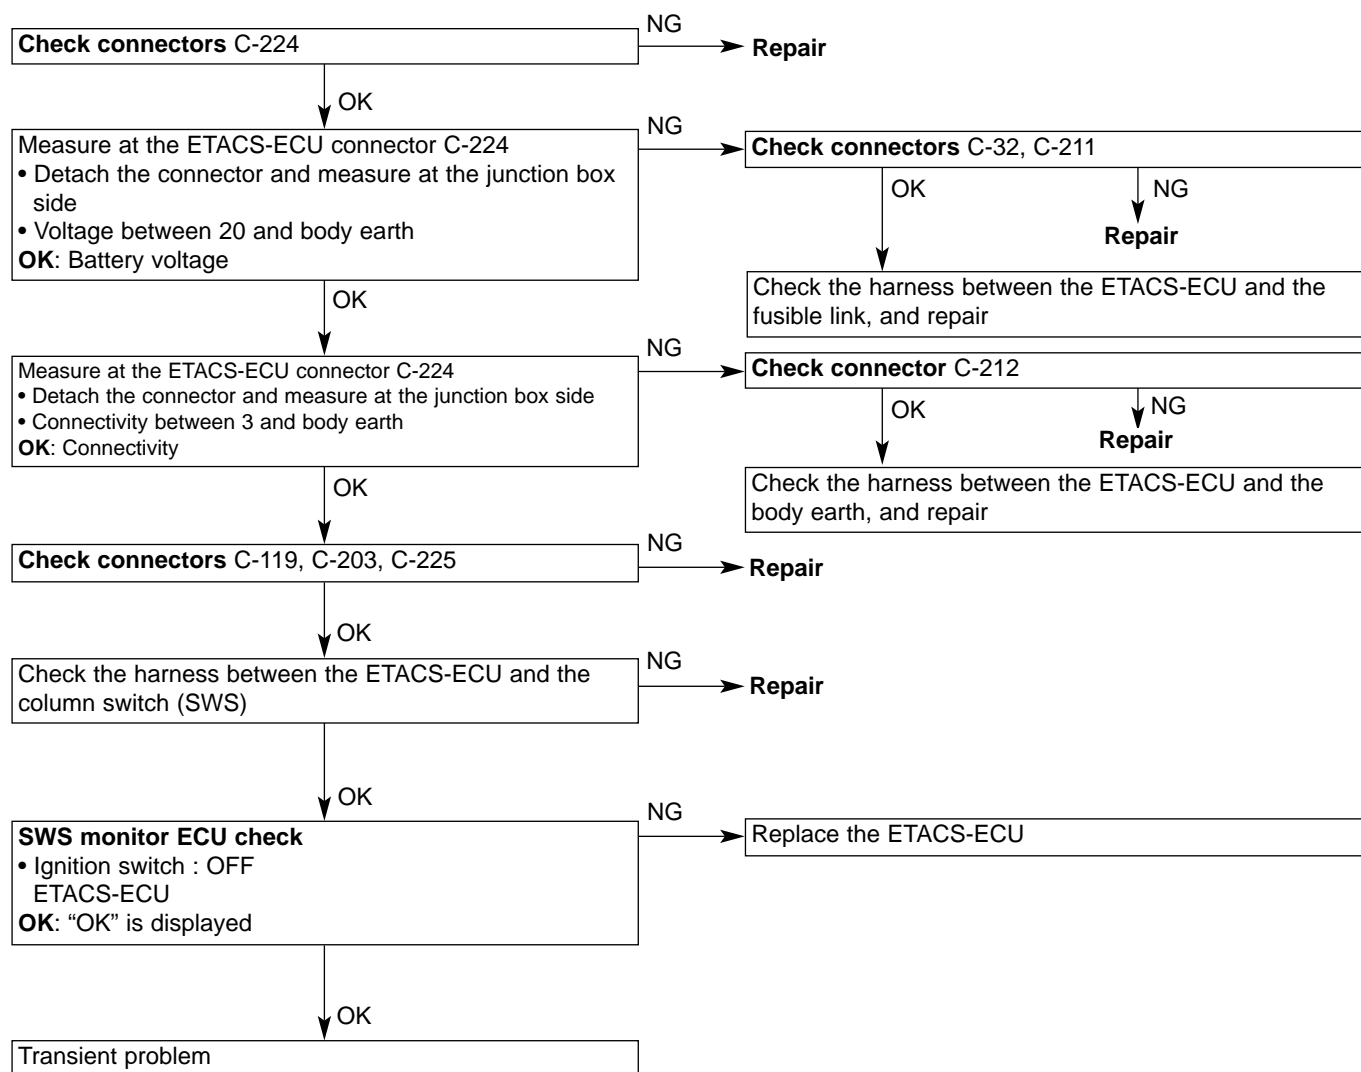 Check connectors C-224
NG
Repair
OK
Measure at the ETACS-ECU connector C-224
• Detach the connector and measure at the junction box
side
• Voltage between 20 and body earth
OK: Battery voltage
NG
Check connectors C-32, C-211
OK
NG
Repair
Check the harness between the ETACS-ECU and the
fusible link, and repair
OK
Measure at the ETACS-ECU connector C-224
• Detach the connector and measure at the junction box side
• Connectivity between 3 and body earth
OK: Connectivity
NG
Check connector C-212
OK
NG
Repair
Check the harness between the ETACS-ECU and the
body earth, and repair
OK
Check connectors C-119, C-203, C-225
NG
Repair
OK
Check the harness between the ETACS-ECU and the
column switch (SWS)
NG
Repair
OK
SWS monitor ECU check
• Ignition switch : OFF
ETACS-ECU
OK: “OK” is displayed
NG
Replace the ETACS-ECU
OK
Transient problem